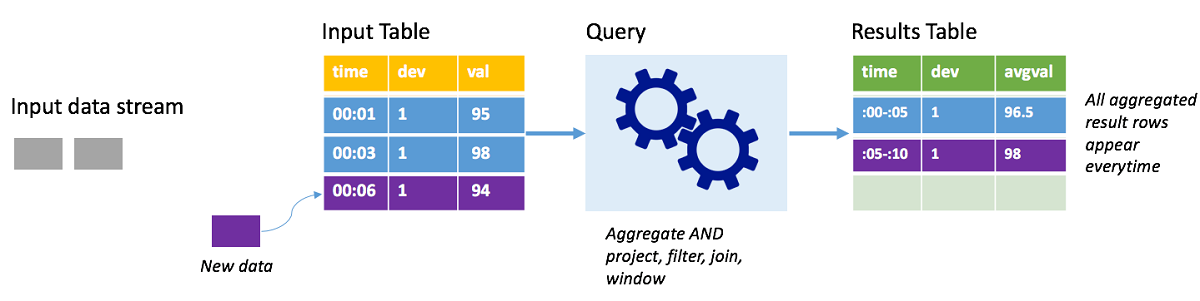 Input data stream
New data
Input Table
time dev val
00:01 1 95
00:03 1 98
00:06 1 94
Query
Aggregate AND
project, filter, join,
window
Results Table
time dev avgval
:00-:05 1 96.5
:05-:10 1 98
All aggregated
result rows
appear
everytime